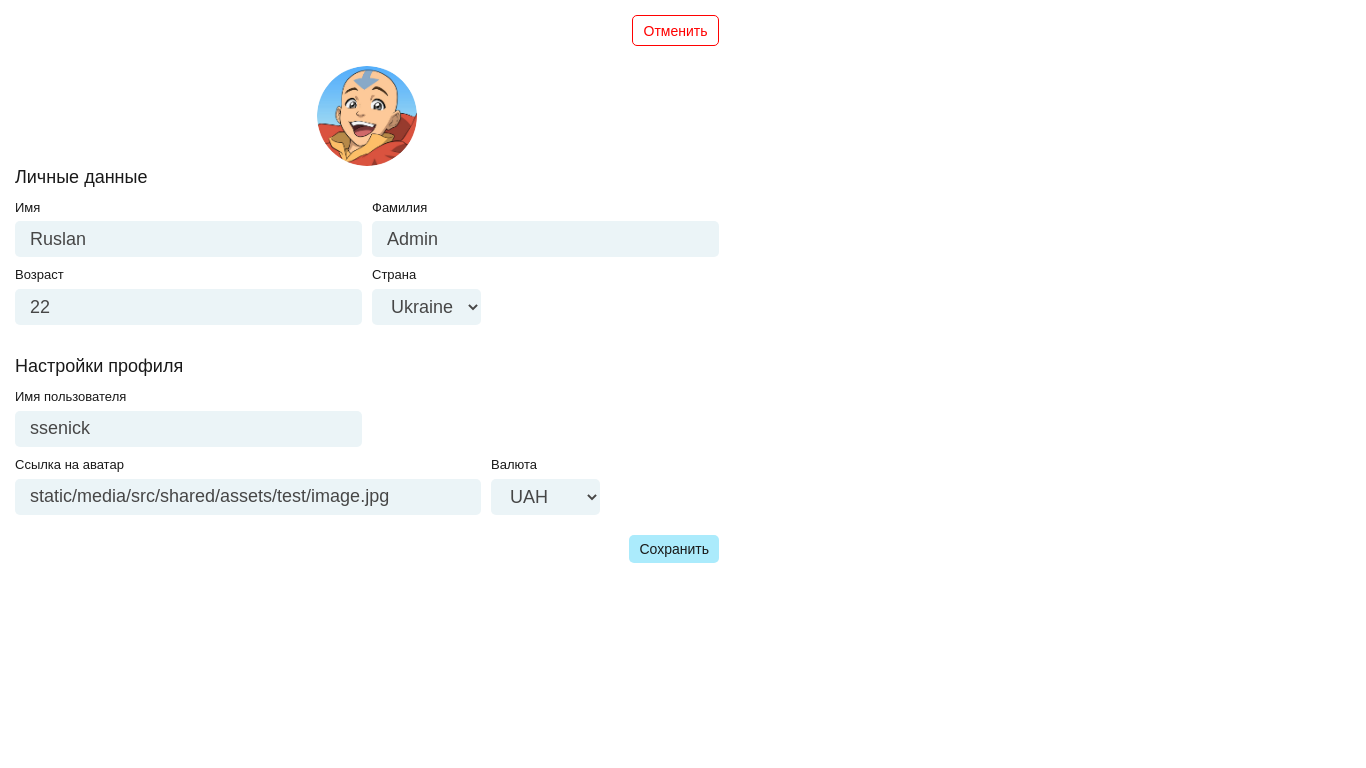 Отменить
Личные данные
Имя Фамилия
Ruslan Admin
Возраст Страна
22 Ukraine
Настройки профиля
Имя пользователя
ssenick
Ссылка на аватар Валюта
static/media/src/shared/assets/test/image.jpg UAH
Сохранить